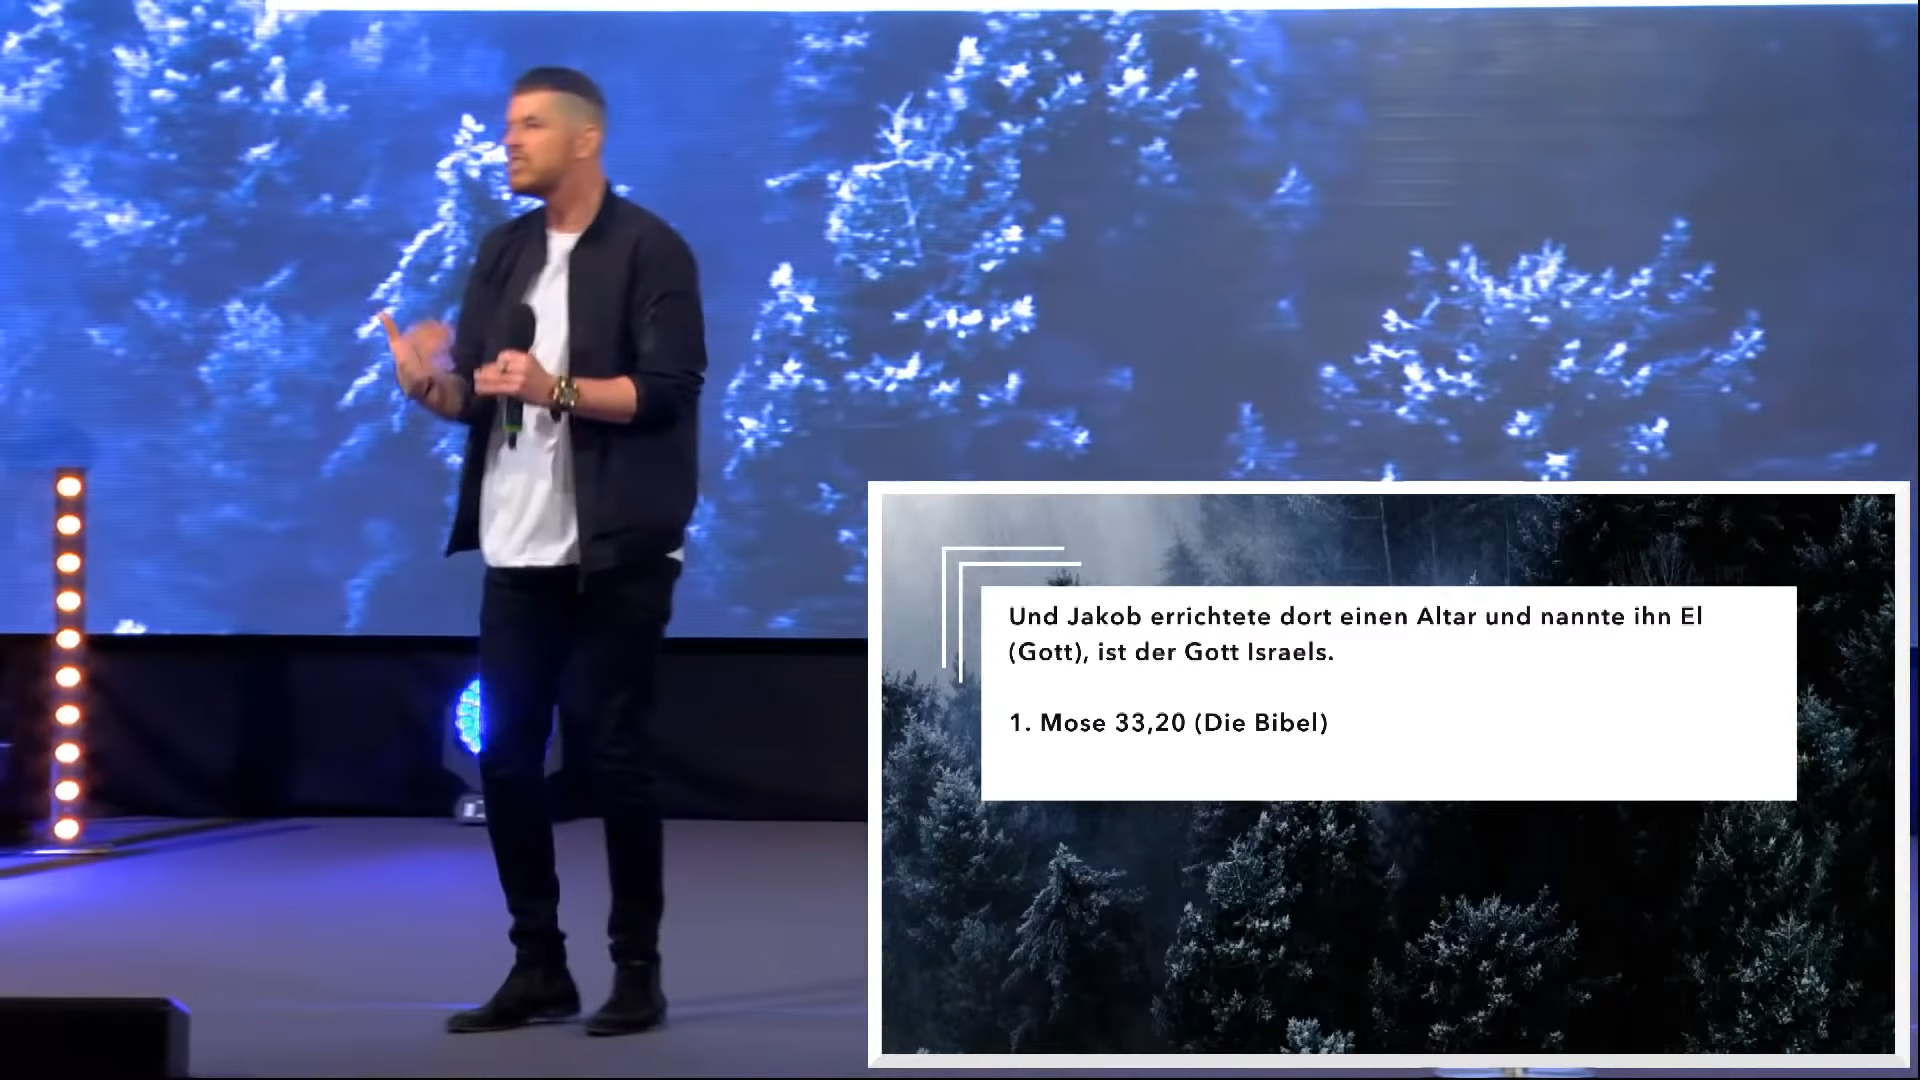 Und Jakob errichtete dort einen Altar und nannte ihn El
(Gott), ist der Gott Israels.
1. Mose 33,20 (Die Bibel)